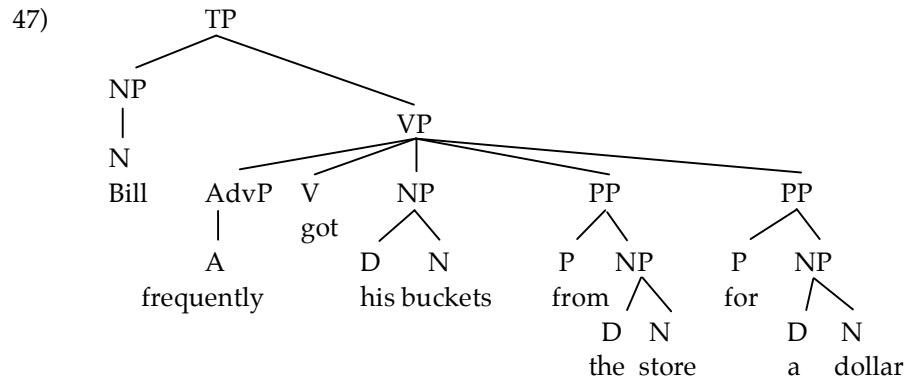 47) TP
NP
VP
N
Bill AdvP V NP PP PP
got
A D N P NP P NP
frequently his buckets from for
D N D N
the store a dollar